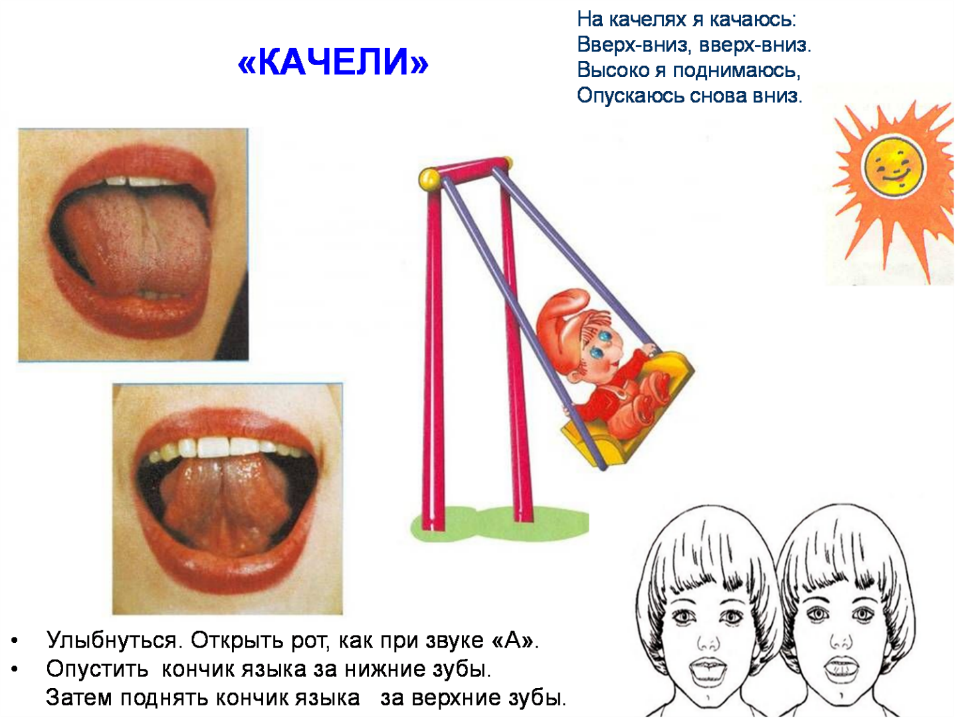 На качелях я качаюсь:
Вверх-вниз, вверх-вниз.
Высоко я поднимаюсь,
Опускаюсь снова вниз.
«КАЧЕЛИ»
• Улыбнуться. Открыть рот, как при звуке «А».
• Опустить кончик языка за нижние зубы.
Затем поднять кончик языка за верхние зубы.